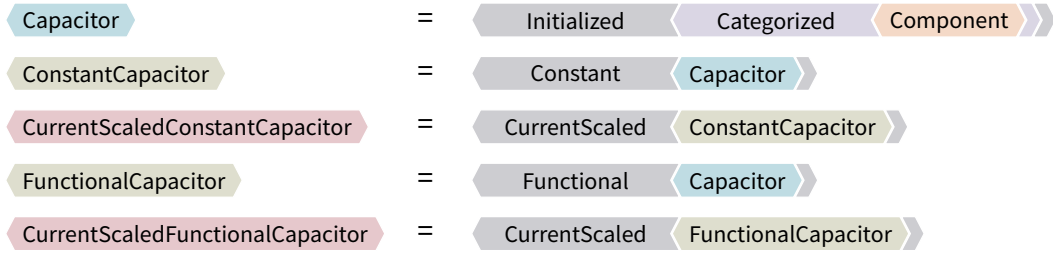 Capacitor = Initialized Categorized Component
ConstantCapacitor = Constant Capacitor
CurrentScaledConstantCapacitor = CurrentScaled ConstantCapacitor
FunctionalCapacitor = Functional Capacitor
CurrentScaledFunctionalCapacitor = CurrentScaled FunctionalCapacitor